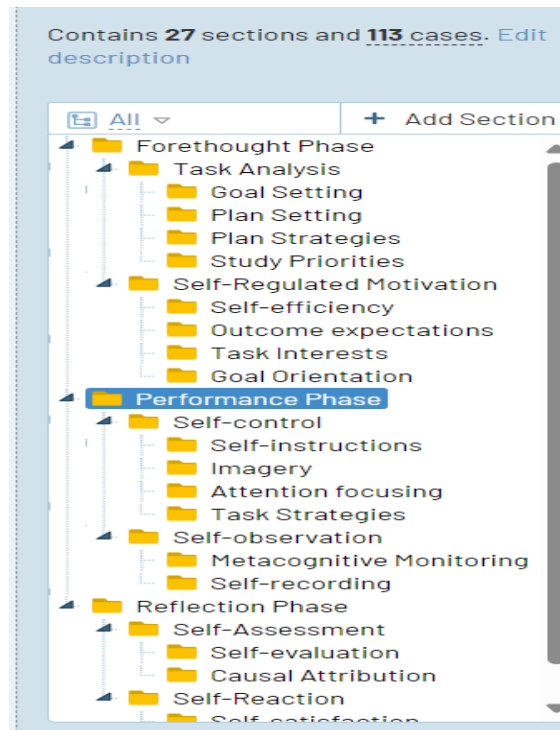 Contains 27 sections and 113 cases. Edit
description
All + Add Section
Forethought Phase
Task Analysis
Goal Setting
Plan Setting
Plan Strategies
Study Priorities
Self-Regulated Motivation
Self-efficiency
Outcome expectations
Task Interests
Goal Orientation
Performance Phase
Self-control
Self-instructions
Imagery
Attention focusing
Task Strategies
Self-observation
Metacognitive Monitoring
Self-recording
Reflection Phase
Self-Assessment
Self-evaluation
Causal Attribution
Self-Reaction
Self-satisfaction